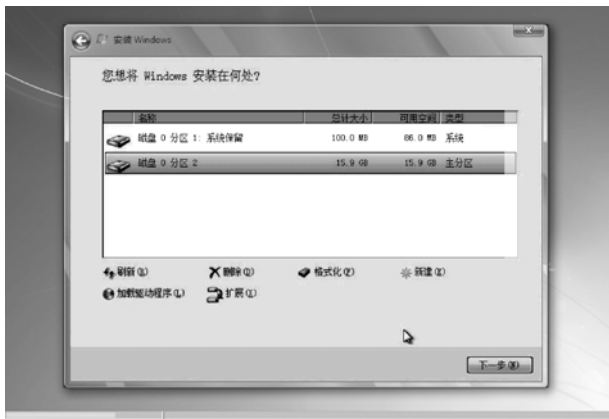 安装 Windows
您想将 Windows 安装在何处?
名称 总计大小 可用空间 类型
磁盘 0 分区 1: 系统保留 100.0 MB 86.0 MB 系统
磁盘 0 分区 2 15.9 GB 15.9 GB 主分区
刷新(R) 删除(D) 格式化(F) 新建(E)
加载驱动程序(L) 扩展(X)
下一步(N)